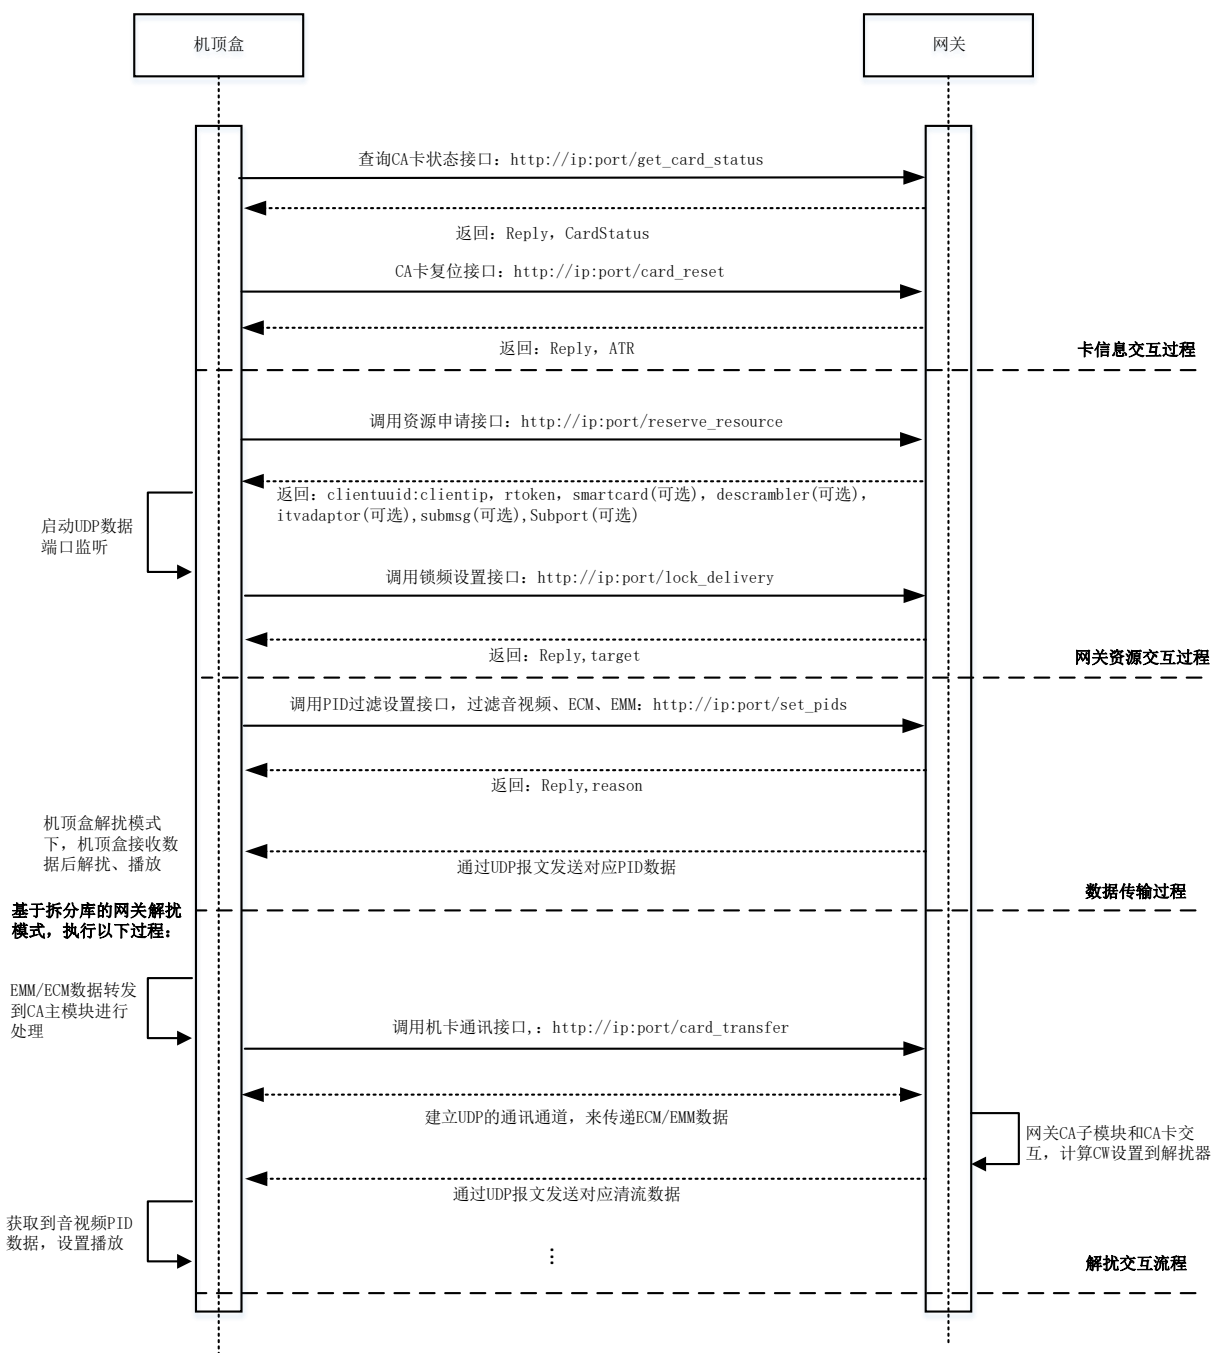 机顶盒
网关
查询CA卡状态接口：http://ip:port/get_card_status
返回：Reply，CardStatus
CA卡复位接口：http://ip:port/card_reset
返回：Reply，ATR
卡信息交互过程
调用资源申请接口：http://ip:port/reserve_resource
返回：clientuuid:clientip，rtoken，smartcard(可选)，descrambler(可选)，
itvadaptor(可选),submsg(可选),Subport(可选)
启动UDP数据
端口监听
调用锁频设置接口：http://ip:port/lock_delivery
返回：Reply,target
网关资源交互过程
调用PID过滤设置接口，过滤音视频、ECM、EMM：http://ip:port/set_pids
返回：Reply,reason
机顶盒解扰模式
下，机顶盒接收数
据后解扰、播放
通过UDP报文发送对应PID数据
数据传输过程
基于拆分库的网关解扰
模式，执行以下过程：
EMM/ECM数据转发
到CA主模块进行
处理
调用机卡通讯接口,：http://ip:port/card_transfer
建立UDP的通讯通道，来传递ECM/EMM数据
网关CA子模块和CA卡交
互，计算CW设置到解扰器
通过UDP报文发送对应清流数据
获取到音视频PID
数据，设置播放
⋮
解扰交互流程